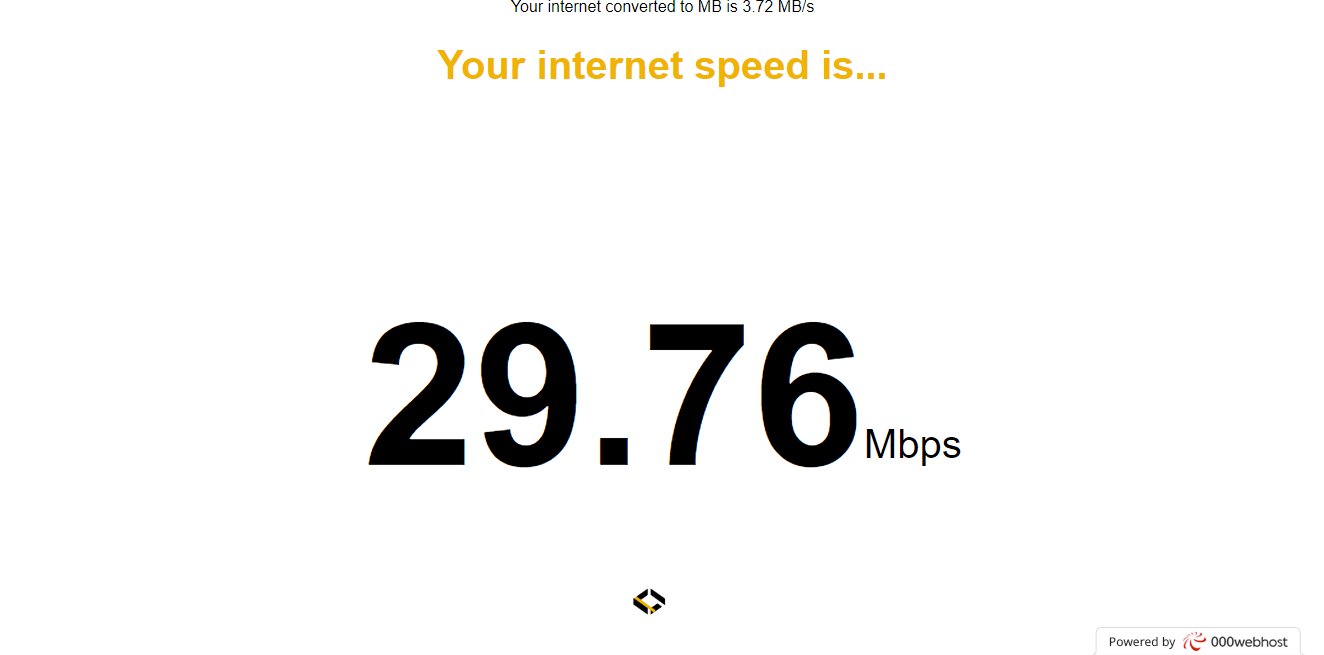 Your internet converted to MB is 3.72 MB/s
Your internet speed is...
29.76 Mbps
Powered by 000webhost